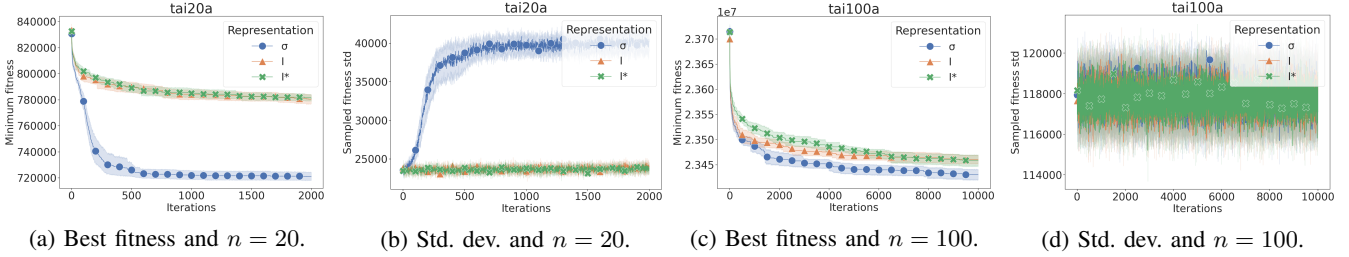 tai20a
Minimum fitness
840000
820000
800000
780000
760000
740000
720000
0
500
1000
1500
2000
Iterations
Representation
σ
I
I*
(a) Best fitness and n = 20.
tai20a
Sampled fitness std
40000
35000
30000
25000
0
500
1000
1500
2000
Iterations
Representation
σ
I
I*
(b) Std. dev. and n = 20.
tai100a
1e7
Minimum fitness
2.370
2.365
2.360
2.355
2.350
2.345
0
2000
4000
6000
8000
10000
Iterations
Representation
σ
I
I*
(c) Best fitness and n = 100.
tai100a
Sampled fitness std
120000
118000
116000
114000
0
2000
4000
6000
8000
10000
Iterations
Representation
σ
I
I*
(d) Std. dev. and n = 100.